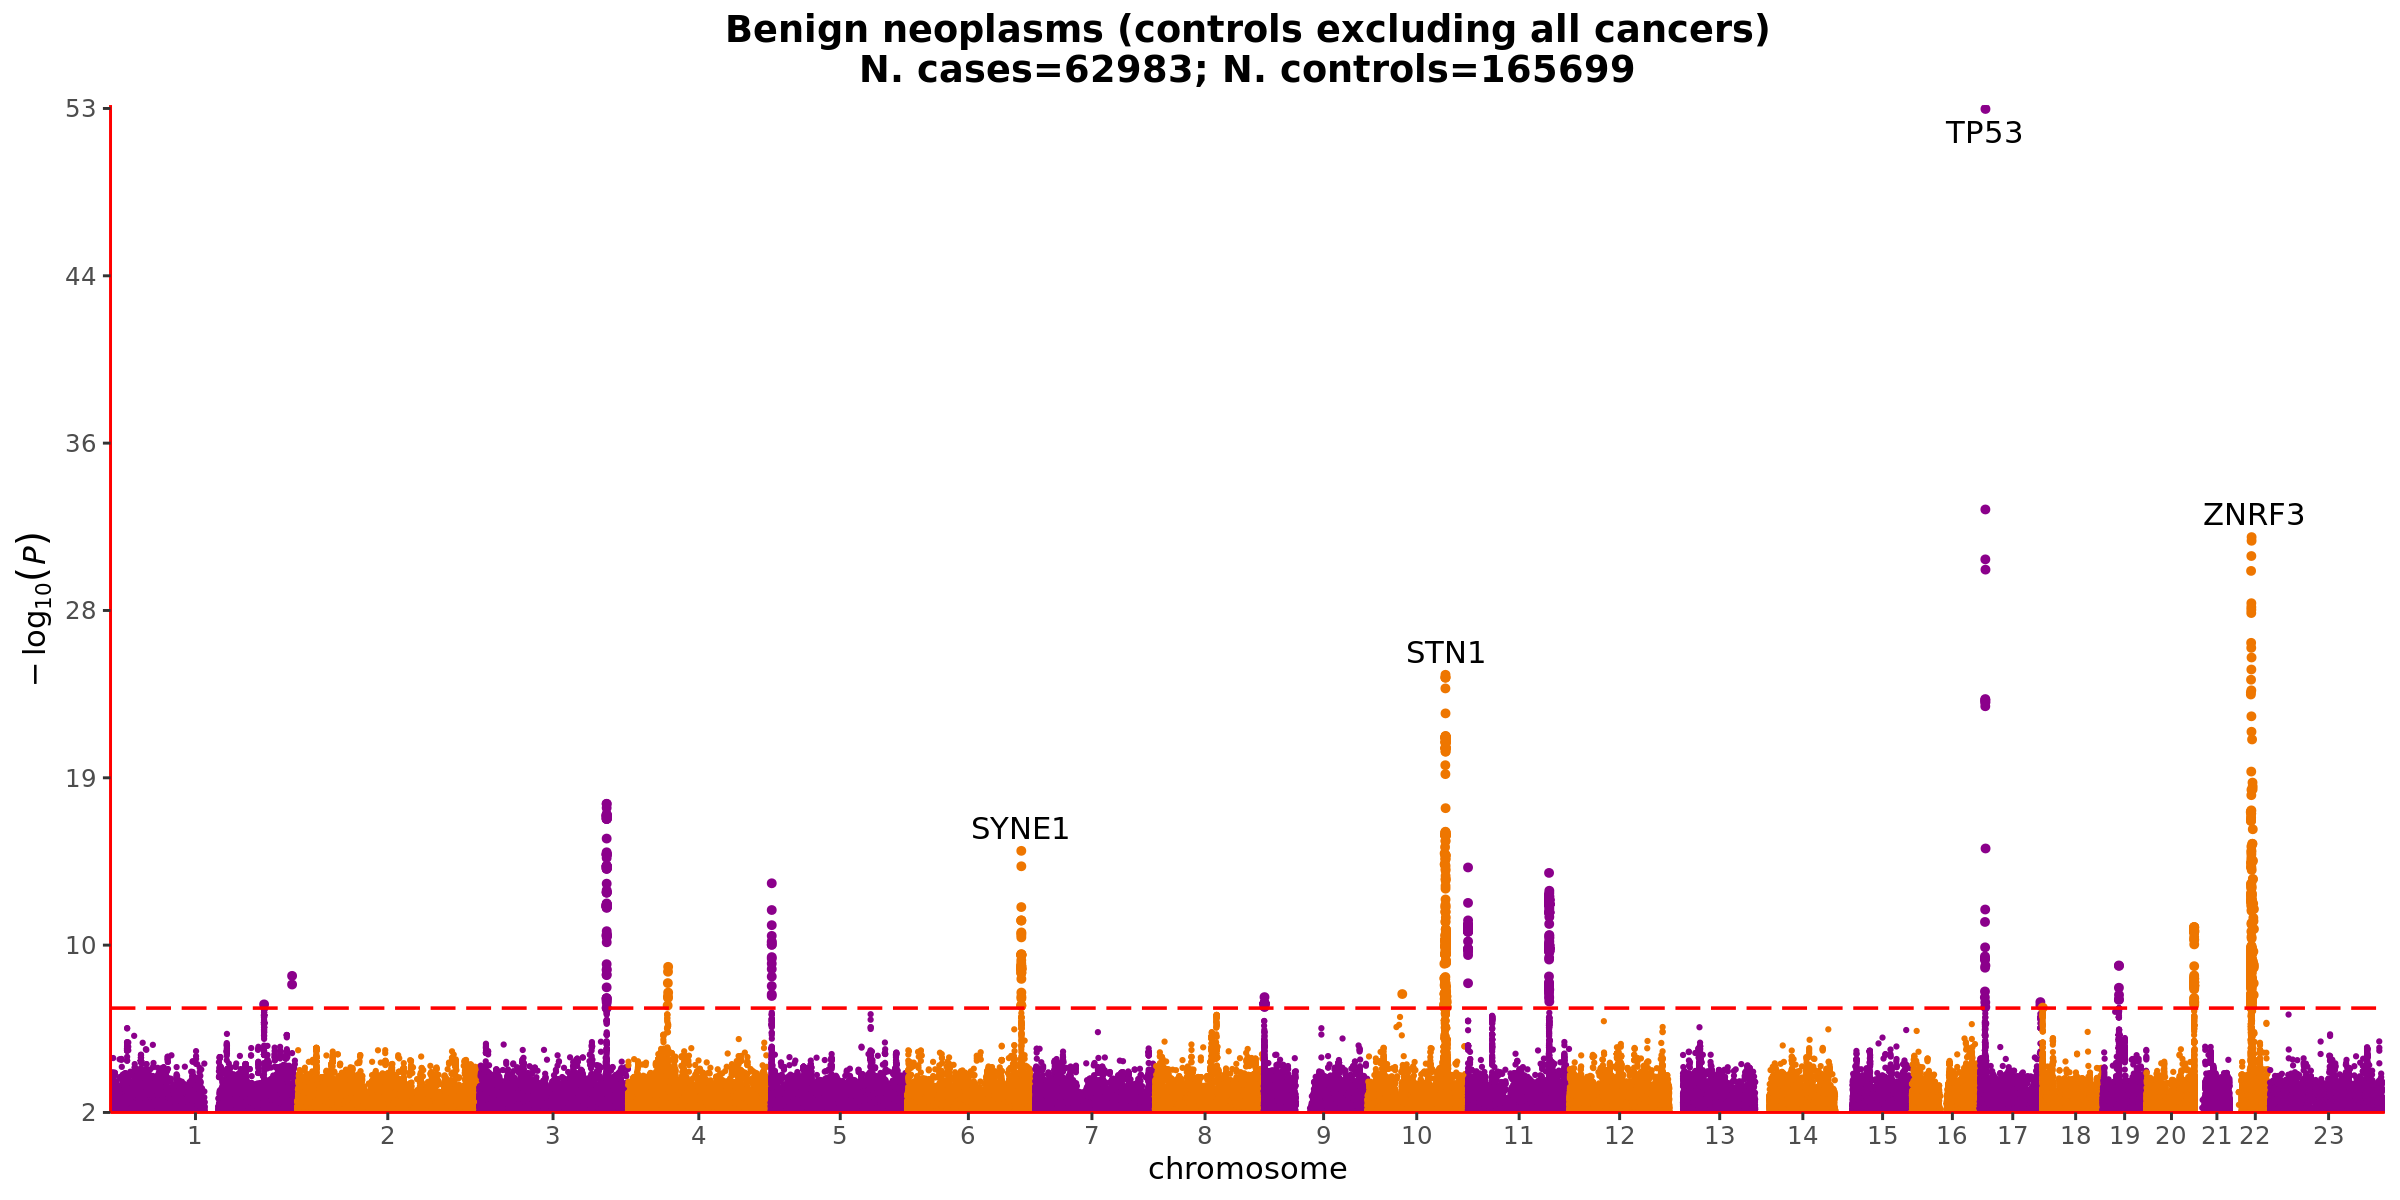 Benign neoplasms (controls excluding all cancers)
N. cases=62983; N. controls=165699
53
TP53
44
36
ZNRF3
−log10(P)
28
STN1
19
SYNE1
10
2
1 2 3 4 5 6 7 8 9 10 11 12 13 14 15 16 17 18 19 20 21 22 23
chromosome